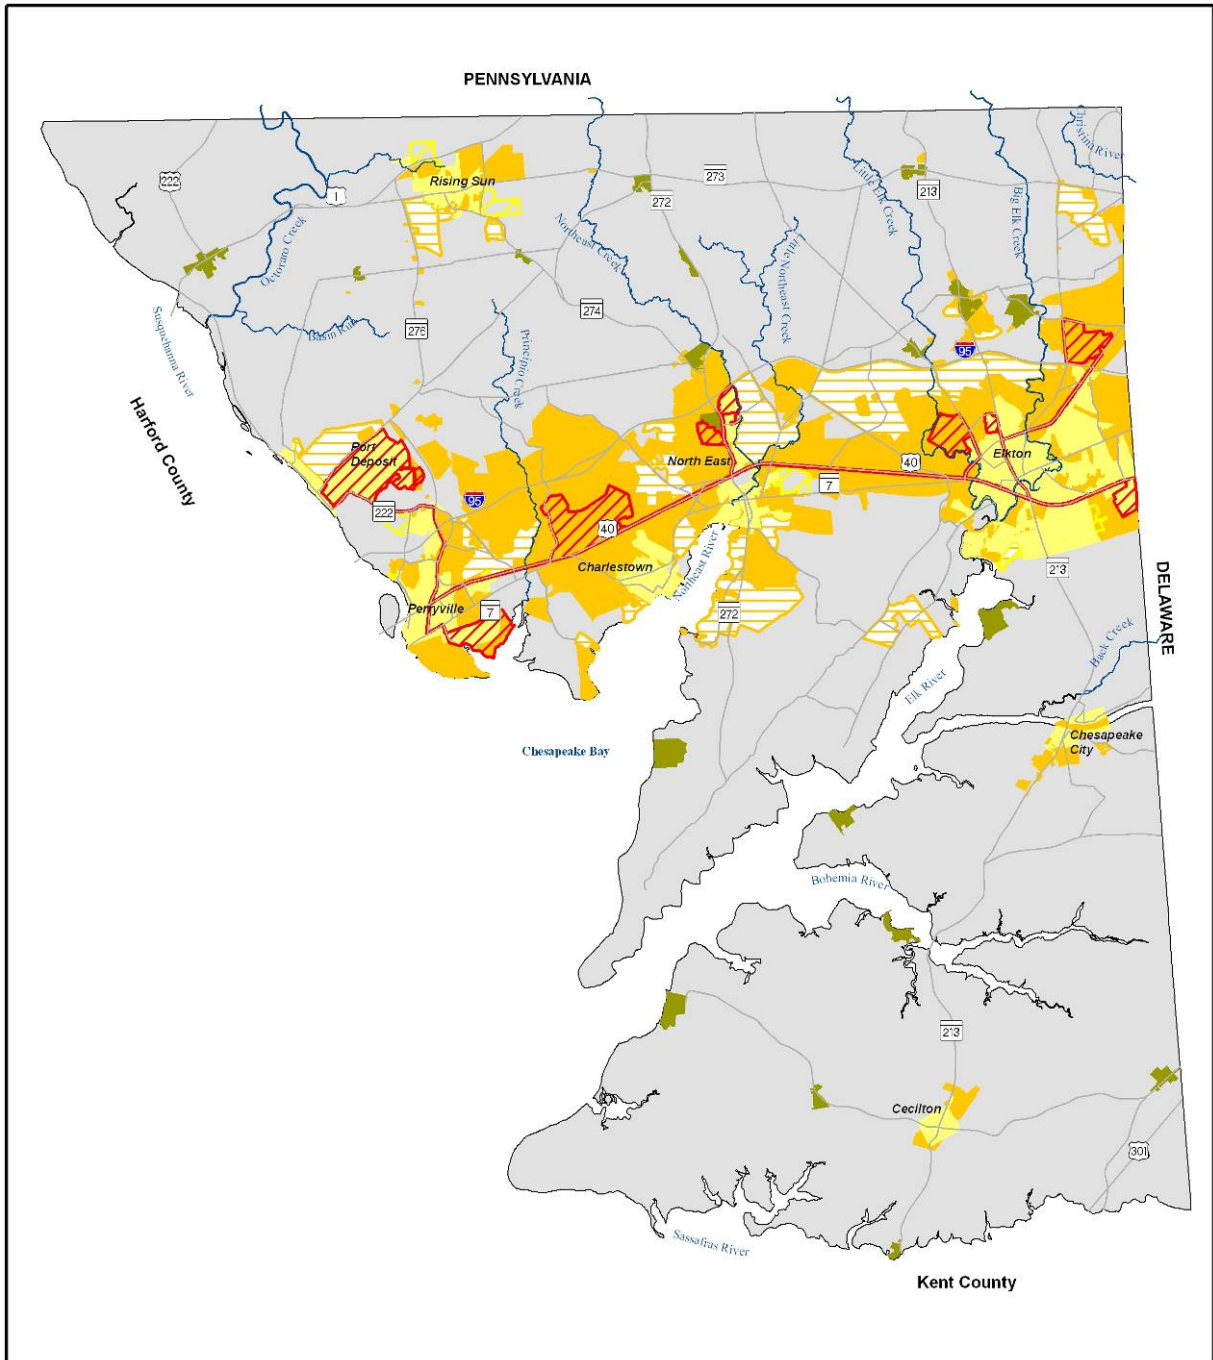 PENNSYLVANIA
Christina River
273
222
Rising Sun
Little Elk Creek
213
1
272
Big Elk Creek
Octoraro Creek
Northeast Creek
Little Northeast Creek
Susquehanna River
274
Basin Run
276
Principio Creek
95
Harford County
Port
Deposit
North East
40
Elkton
7
95
222
40
Charlestown
Northeast River
213
DELAWARE
Perryville
7
272
Back Creek
Elk River
Chesapeake Bay
Chesapeake
City
Bohemia River
213
Cecilton
301
Sassafras River
Kent County